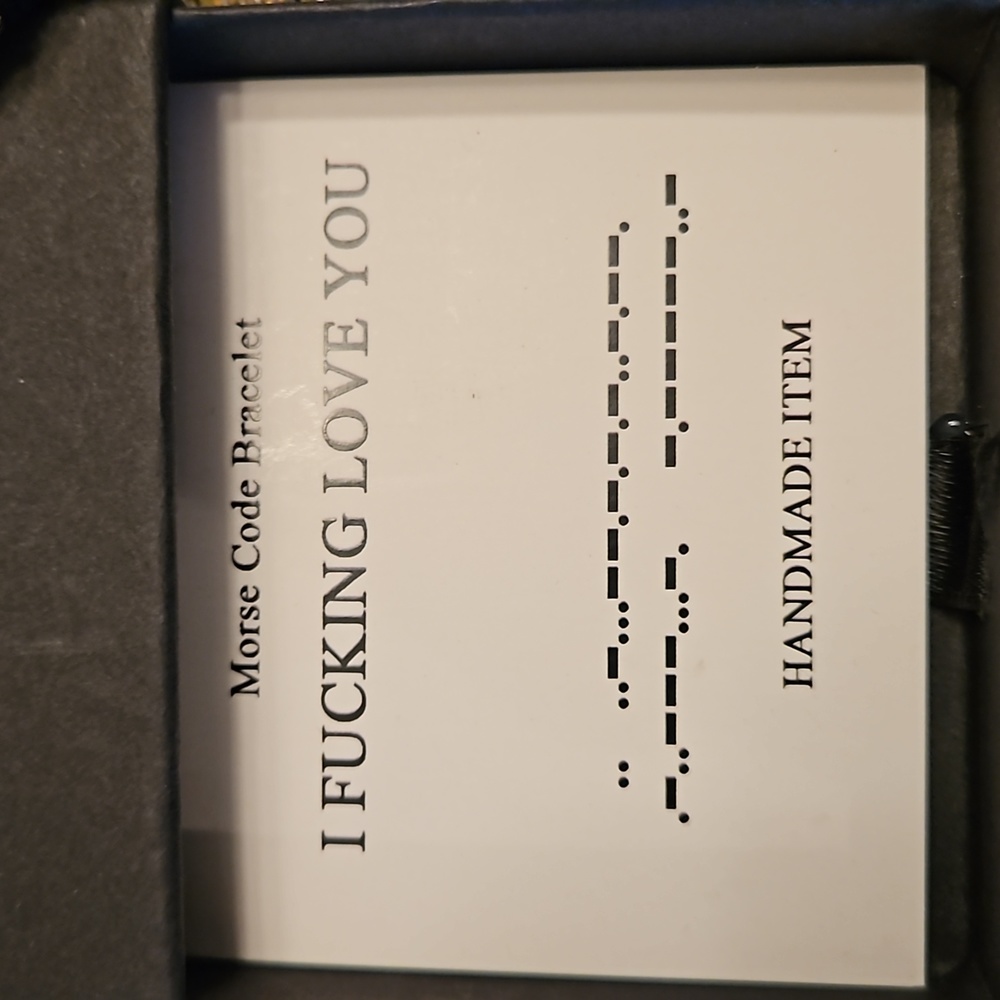 Morse Code Bracelet
I FUCKING LOVE YOU
.. ..-...--.-.-.-..-.--.
.-..---...-. -.-----..-
HANDMADE ITEM